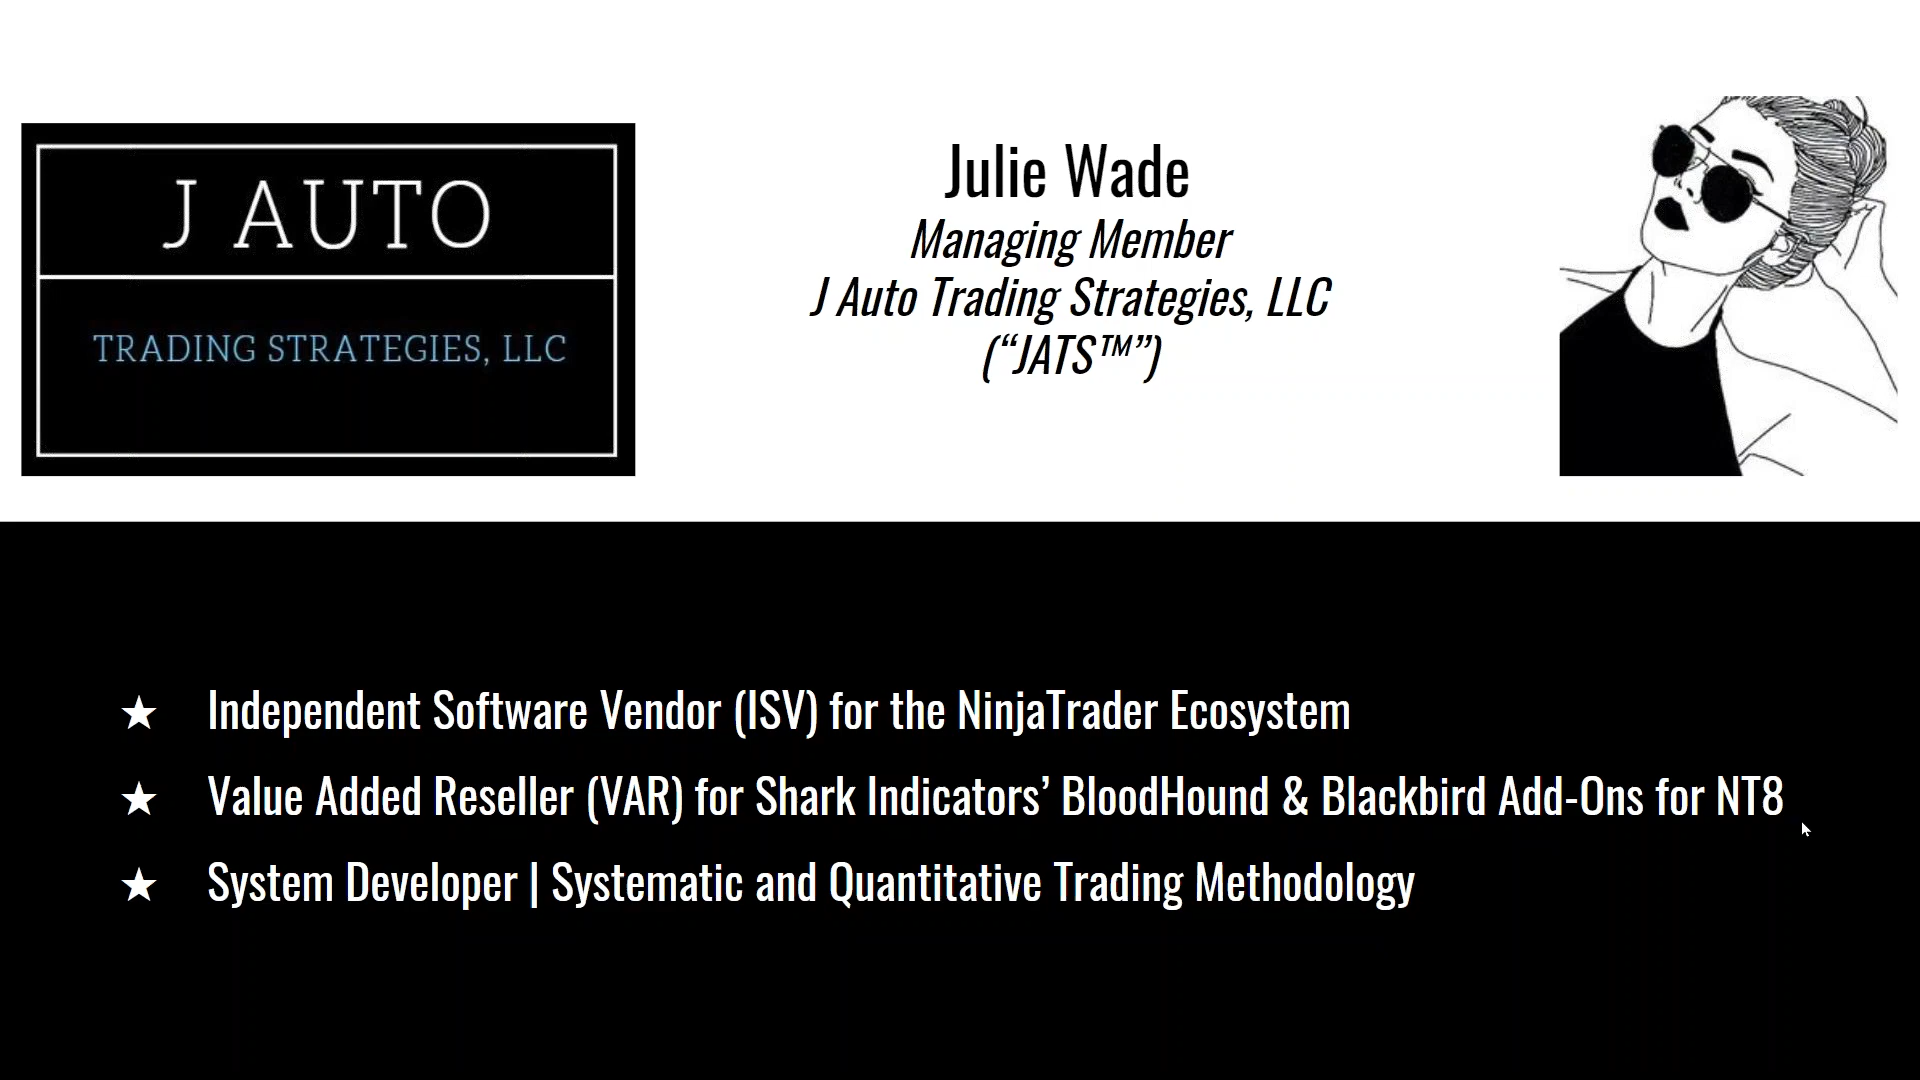 J AUTO
TRADING STRATEGIES, LLC
Julie Wade
Managing Member
J Auto Trading Strategies, LLC
(“JATS™”)
★ Independent Software Vendor (ISV) for the NinjaTrader Ecosystem
★ Value Added Reseller (VAR) for Shark Indicators’ BloodHound & Blackbird Add-Ons for NT8
★ System Developer | Systematic and Quantitative Trading Methodology